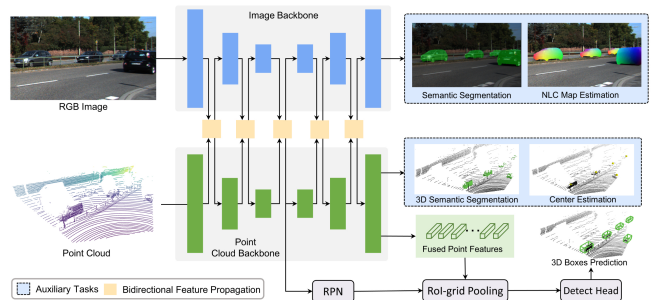 Image Backbone
RGB Image
Semantic Segmentation
NLC Map Estimation
3D Semantic Segmentation
Center Estimation
Point Cloud
Point
Cloud Backbone
Fused Point Features
3D Boxes Prediction
Auxiliary Tasks
Bidirectional Feature Propagation
RPN
RoI-grid Pooling
Detect Head